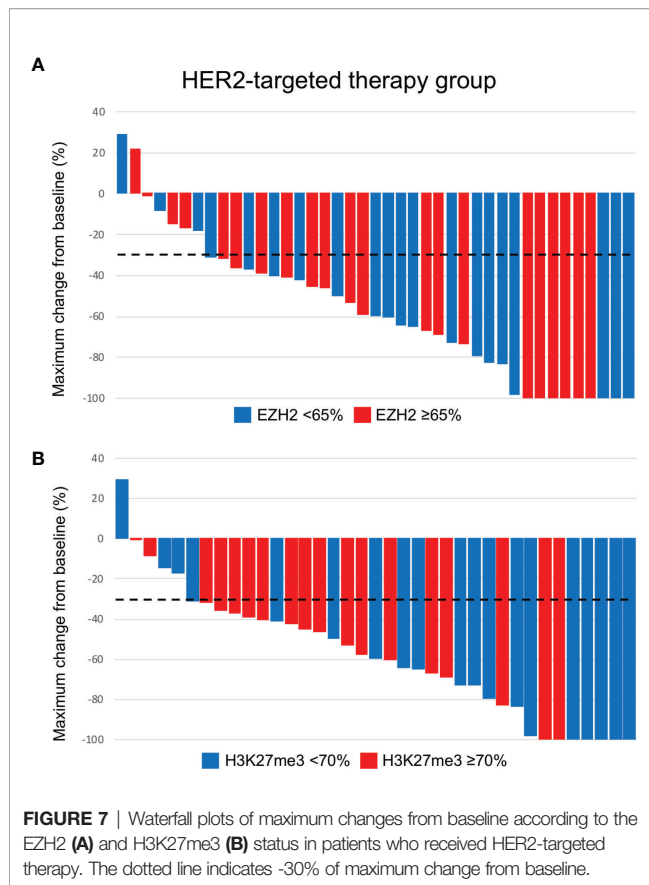 A
HER2-targeted therapy group
Maximum change from baseline (%)
40
20
0
-20
-40
-60
-80
-100
EZH2 <65% EZH2 ≥65%
B
Maximum change from baseline (%)
40
20
0
-20
-40
-60
-80
-100
H3K27me3 <70% H3K27me3 ≥70%
FIGURE 7 | Waterfall plots of maximum changes from baseline according to the
EZH2 (A) and H3K27me3 (B) status in patients who received HER2-targeted
therapy. The dotted line indicates -30% of maximum change from baseline.